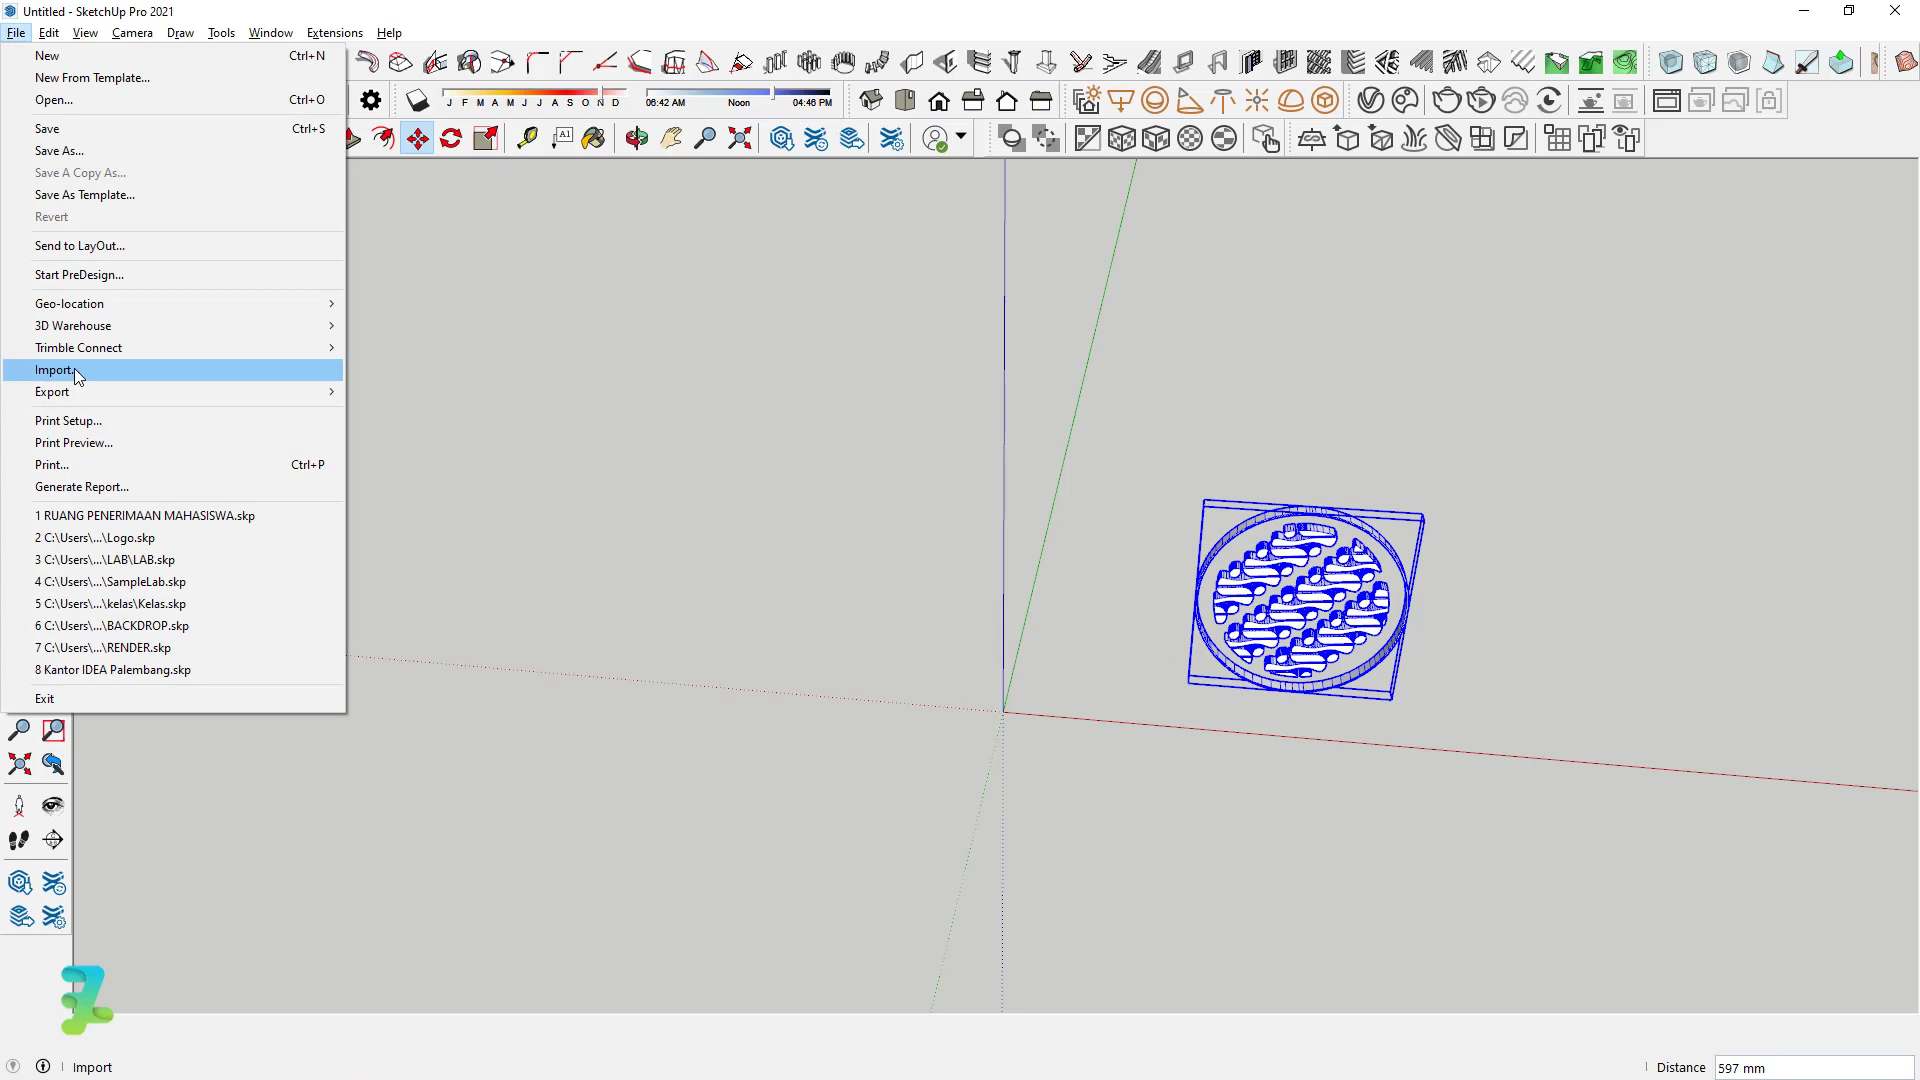 Untitled - SketchUp Pro 2021
File Edit View Camera Draw Tools Window Extensions Help
New Ctrl+N
New From Template...
Open... Ctrl+O
Save Ctrl+S
Save As...
Save A Copy As...
Save As Template...
Revert
Send to LayOut...
Start PreDesign...
Geo-location
3D Warehouse
Trimble Connect
Import...
Export
Print Setup...
Print Preview...
Print... Ctrl+P
Generate Report...
1 RUANG PENERIMAAN MAHASISWA.skp
2 C:\Users\...\Logo.skp
3 C:\Users\...\LAB\LAB.skp
4 C:\Users\...\SampleLab.skp
5 C:\Users\...\kelas\Kelas.skp
6 C:\Users\...\BACKDROP.skp
7 C:\Users\...\RENDER.skp
8 Kantor IDEA Palembang.skp
Exit
J F M A M J J A S O N D
06:42 AM Noon 04:46 PM
A1
Import
Distance 597 mm